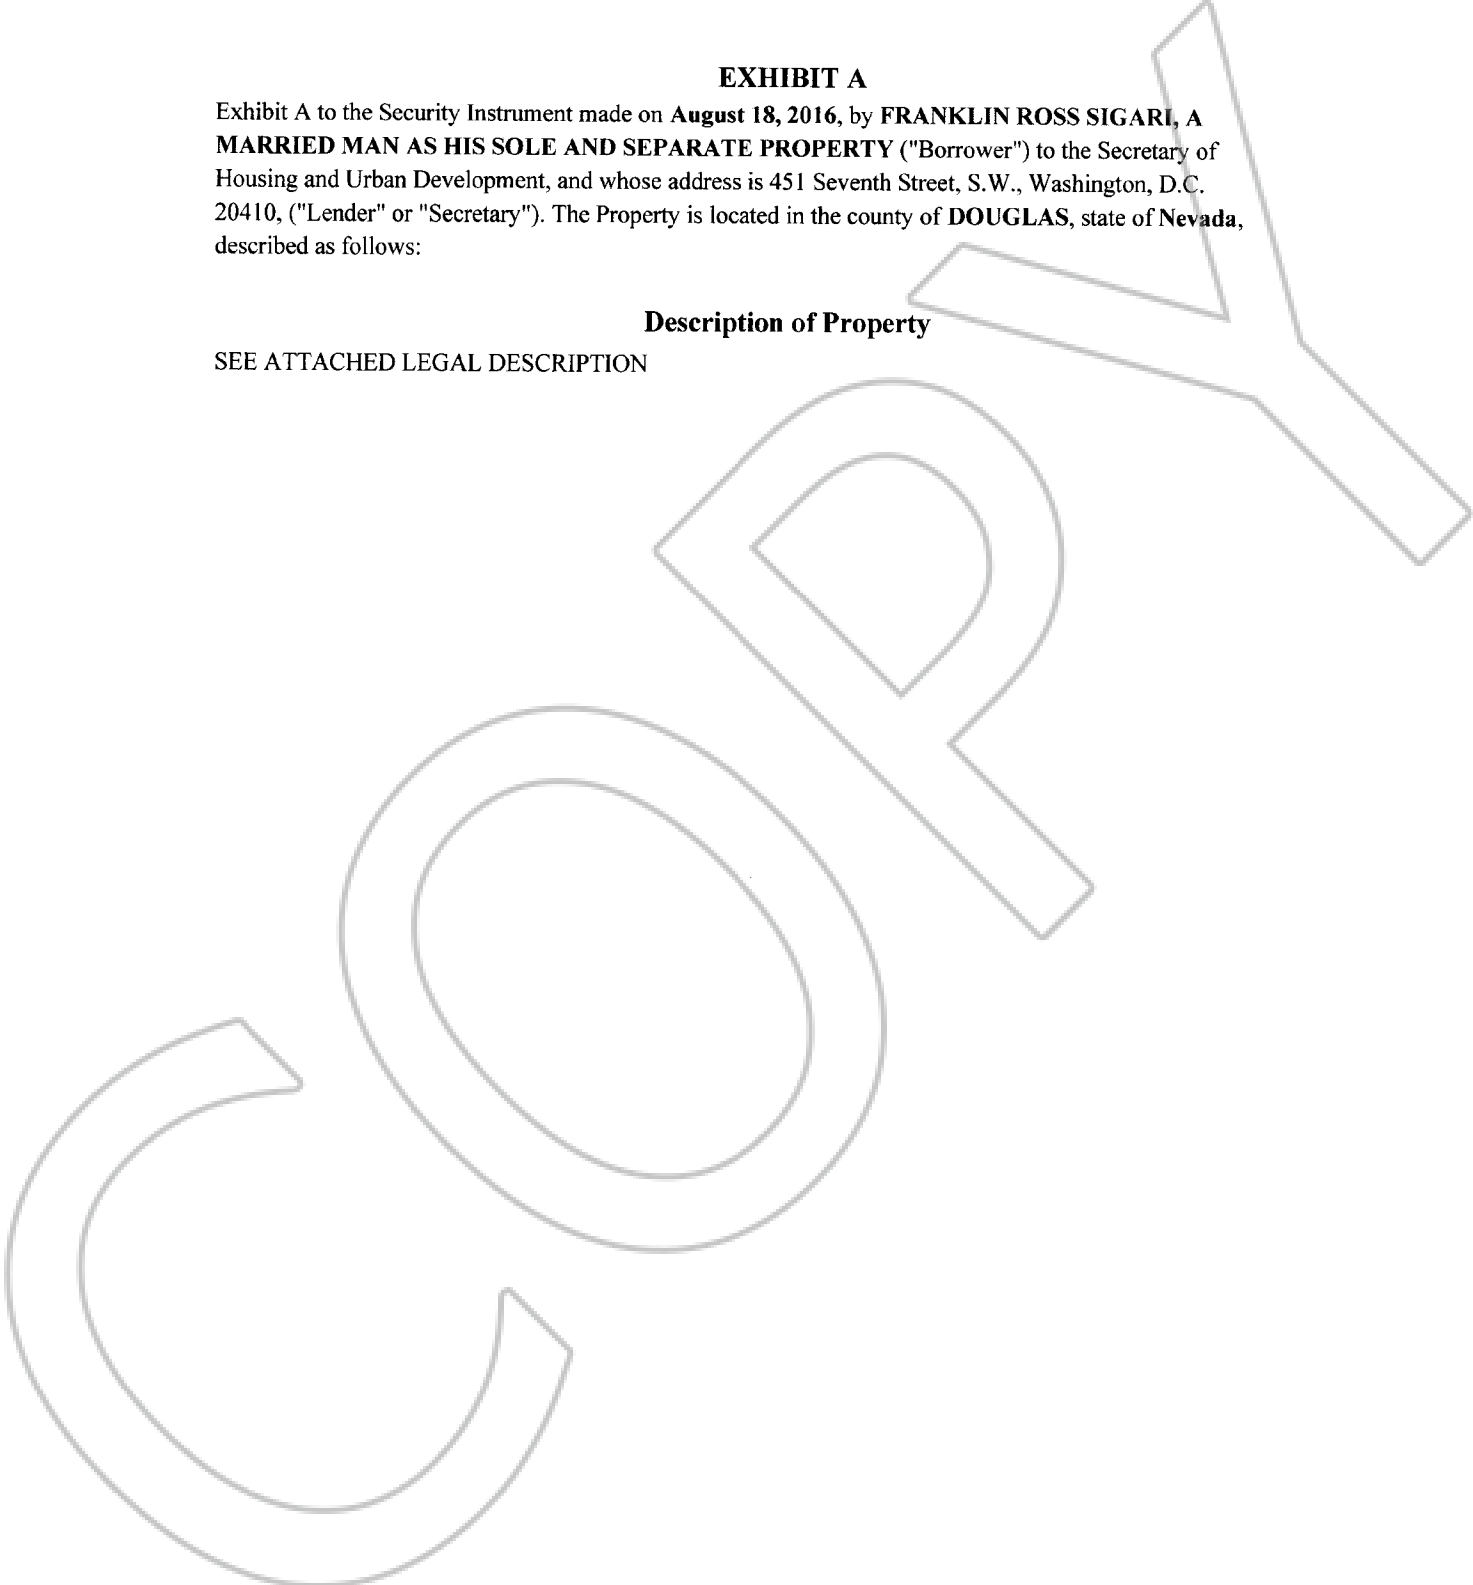 EXHIBIT A
Exhibit A to the Security Instrument made on August 18, 2016, by FRANKLIN ROSS SIGARI, A
MARRIED MAN AS HIS SOLE AND SEPARATE PROPERTY ("Borrower") to the Secretary of
Housing and Urban Development, and whose address is 451 Seventh Street, S.W., Washington, D.C.
20410, ("Lender" or "Secretary"). The Property is located in the county of DOUGLAS, state of Nevada,
described as follows:
Description of Property
SEE ATTACHED LEGAL DESCRIPTION
COPY